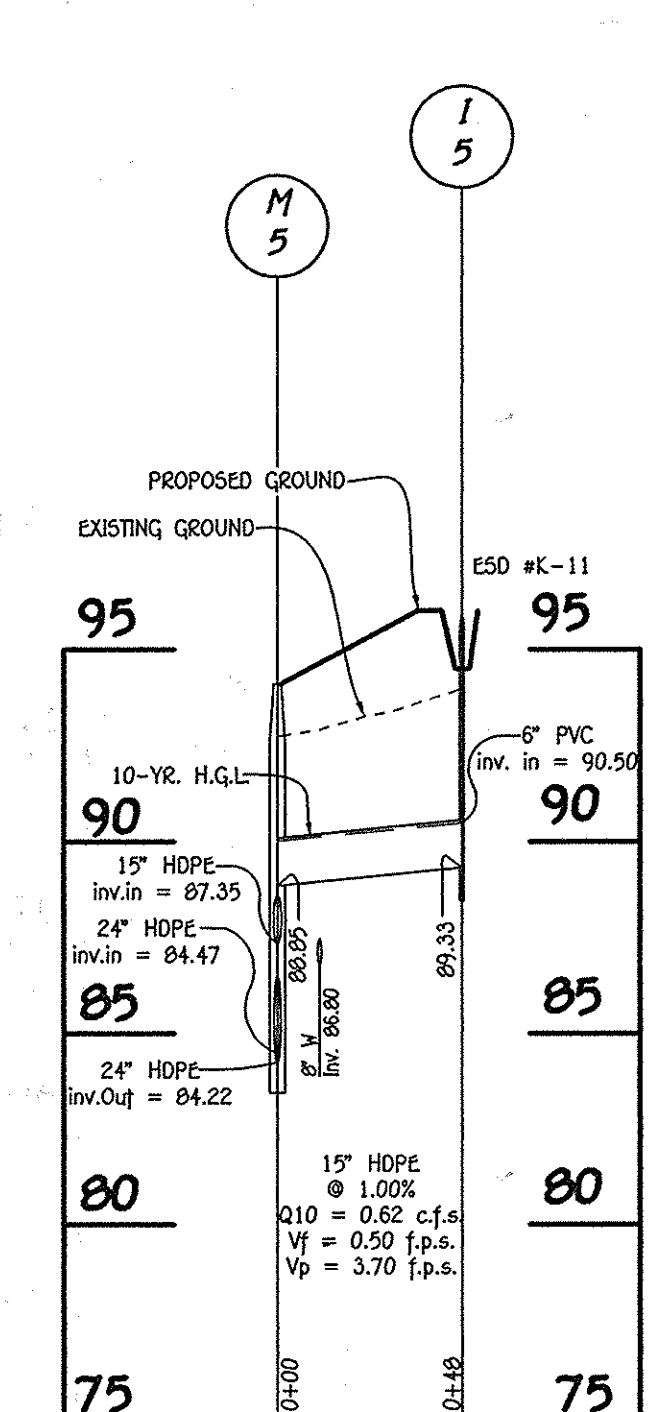 I
5
M
5
PROPOSED GROUND
EXISTING GROUND
ESD #K-11
95
95
6" PVC
inv. in = 90.50
10-YR. H.G.L.
90
90
15" HDPE
inv.in = 87.35
24" HDPE
inv.in = 84.47
88.85
89.33
85
85
8" W
Inv. 86.80
24" HDPE
inv.Out = 84.22
80
80
15" HDPE
@ 1.00%
Q10 = 0.62 c.f.s.
Vf = 0.50 f.p.s.
Vp = 3.70 f.p.s.
75
75
0+00
0+48